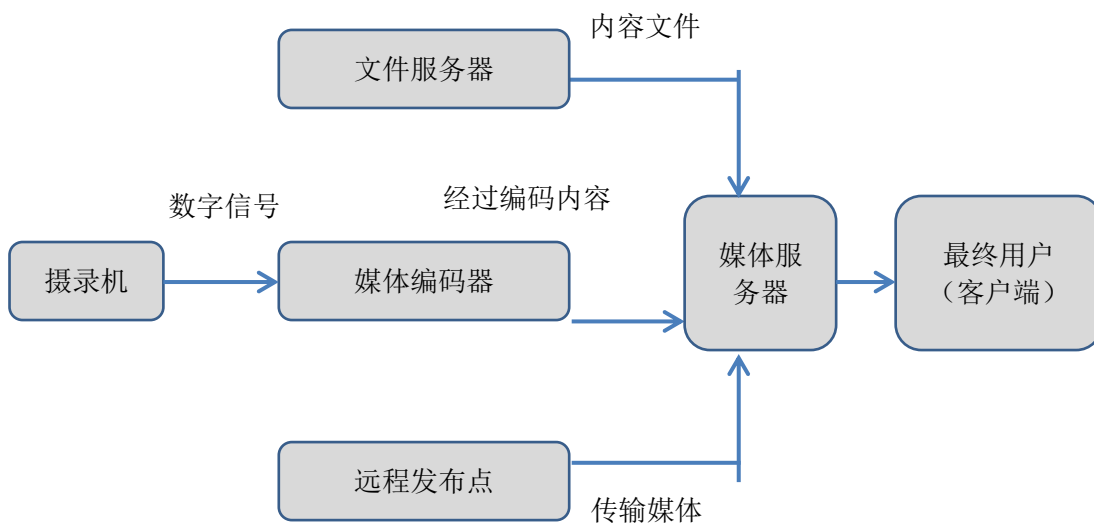 内容文件
文件服务器
数字信号
经过编码内容
摄录机
媒体编码器
媒体服
务器
最终用户
（客户端）
远程发布点
传输媒体